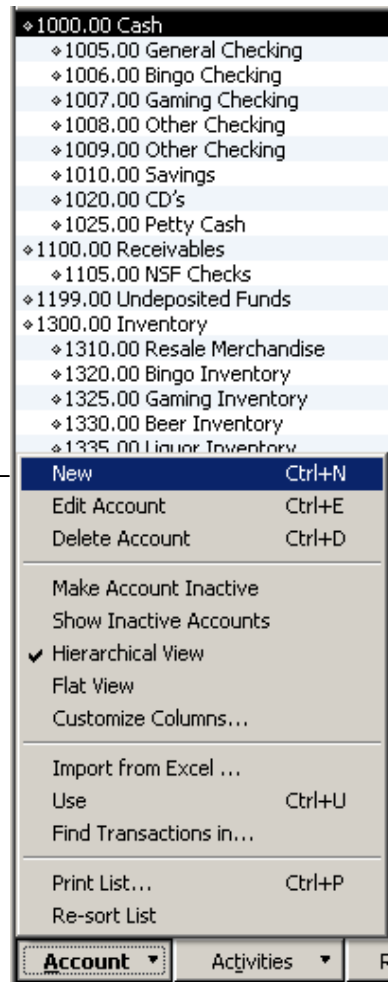 1000.00 Cash
1005.00 General Checking
1006.00 Bingo Checking
1007.00 Gaming Checking
1008.00 Other Checking
1009.00 Other Checking
1010.00 Savings
1020.00 CD's
1025.00 Petty Cash
1100.00 Receivables
1105.00 NSF Checks
1199.00 Undeposited Funds
1300.00 Inventory
1310.00 Resale Merchandise
1320.00 Bingo Inventory
1325.00 Gaming Inventory
1330.00 Beer Inventory
1335.00 Liquor Inventory
New Ctrl+N
Edit Account Ctrl+E
Delete Account Ctrl+D
Make Account Inactive
Show Inactive Accounts
Hierarchical View
Flat View
Customize Columns...
Import from Excel ...
Use Ctrl+U
Find Transactions in...
Print List... Ctrl+P
Re-sort List
Account Activities R